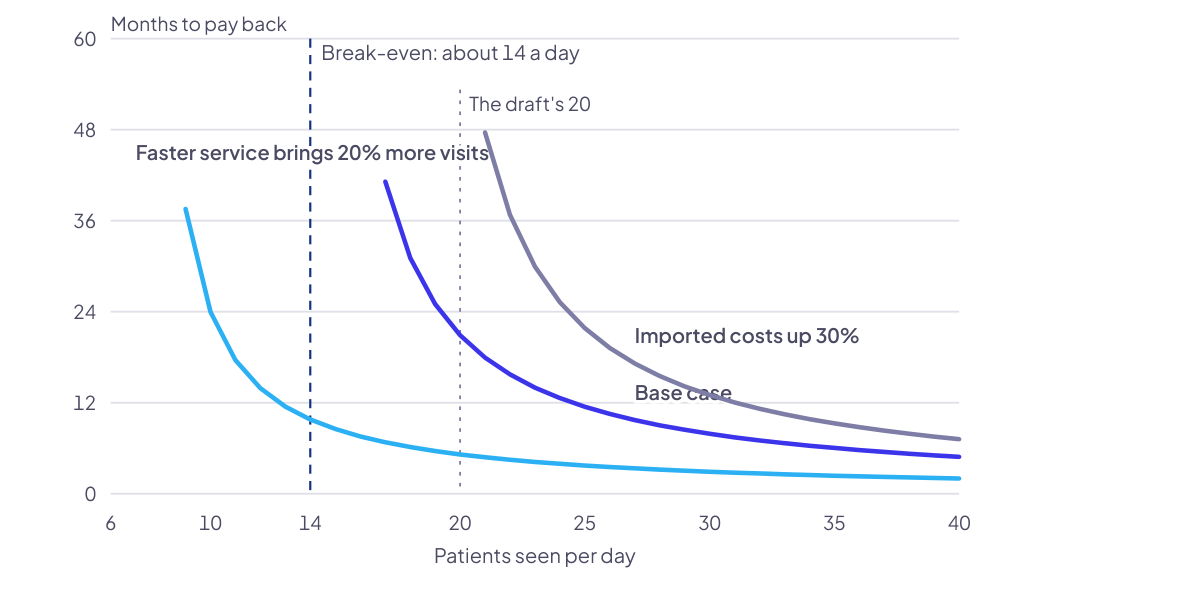 Months to pay back
60
Break-even: about 14 a day
The draft's 20
48
Faster service brings 20% more visits
36
24
Imported costs up 30%
Base case
12
0
6 10 14 20 25 30 35 40
Patients seen per day